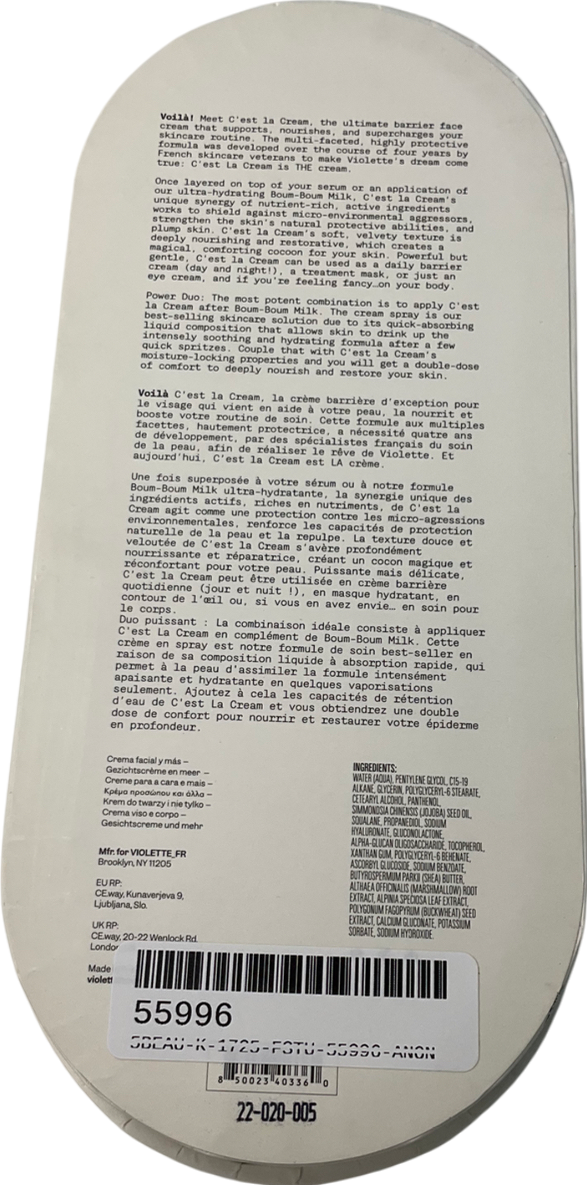 Voilà! Meet C'est la Cream, the ultimate barrier face
cream that supports, nourishes, and supercharges your
skincare routine. The multi-faceted, highly protective
formula was developed over the course of four years by
French skincare veterans to make Violette's dream come
true: C'est La Cream is THE cream.
Once layered on top of your serum or an application of
our ultra-hydrating Boum-Boum Milk, C'est la Cream's
unique synergy of nutrient-rich, active ingredients
works to shield against micro-environmental aggressors,
strengthen the skin's natural protective abilities, and
plump skin. C'est la Cream's soft, velvety texture is
deeply nourishing and restorative, which creates a
magical, comforting cocoon for your skin. Powerful but
gentle, C'est la Cream can be used as a daily barrier
cream (day and night!), a treatment mask, or just an
eye cream, and if you're feeling fancy…on your body.
Power Duo: The most potent combination is to apply C'est
la Cream after Boum-Boum Milk. The cream spray is our
best-selling skincare solution due to its quick-absorbing
liquid composition that allows skin to drink up the
intensely soothing and hydrating formula after a few
quick spritzes. Couple that with C'est la Cream's
moisture-locking properties and you will get a double-dose
of comfort to deeply nourish and restore your skin.
Voilà C'est la Cream, la crème barrière d'exception pour
le visage qui vient en aide à votre peau, la nourrit et
booste votre routine de soin. Cette formule aux multiples
facettes, hautement protectrice, a nécessité quatre ans
de développement, par des spécialistes français du soin
de la peau, afin de réaliser le rêve de Violette. Et
aujourd'hui, C'est la Cream est LA crème.
Une fois superposée à votre sérum ou à notre formule
Boum-Boum Milk ultra-hydratante, la synergie unique des
ingrédients actifs, riches en nutriments, de C'est la
Cream agit comme une protection contre les micro-agressions
environnementales, renforce les capacités de protection
naturelle de la peau et la repulpe. La texture douce et
veloutée de C'est la Cream s'avère profondément
nourrissante et réparatrice, créant un cocon magique et
réconfortant pour votre peau. Puissante mais délicate,
C'est la Cream peut être utilisée en crème barrière
quotidienne (jour et nuit !), en masque hydratant, en
contour de l'œil ou, si vous en avez envie… en soin pour
le corps.
Duo puissant : La combinaison idéale consiste à appliquer
C'est La Cream en complément de Boum-Boum Milk. Cette
crème en spray est notre formule de soin best-seller en
raison de sa composition liquide à absorption rapide, qui
permet à la peau d'assimiler la formule intensément
apaisante et hydratante en quelques vaporisations
seulement. Ajoutez à cela les capacités de rétention
d'eau de C'est La Cream et vous obtiendrez une double
dose de confort pour nourrir et restaurer votre épiderme
en profondeur.
Crema facial y más –
Gezichtscrème en meer –
Creme para a cara e mais –
Κρέμα προσώπου και άλλα –
Krem do twarzy i nie tylko –
Crema viso e corpo –
Gesichtscreme und mehr
Mfr. for VIOLETTE_FR
Brooklyn, NY 11205
EU RP:
CE.way, Kunaverjeva 9,
Ljubljana, Slo.
UK RP:
CE.way, 20-22 Wenlock Rd.
Made
INGREDIENTS:
WATER (AQUA), PENTYLENE GLYCOL, C15-19
ALKANE, GLYCERIN, POLYGLYCERYL-6 STEARATE,
CETEARYL ALCOHOL, PANTHENOL,
SIMMONDSIA CHINENSIS (JOJOBA) SEED OIL,
SQUALANE, PROPANEDIOL, SODIUM
HYALURONATE, GLUCONOLACTONE,
ALPHA-GLUCAN OLIGOSACCHARIDE, TOCOPHEROL,
XANTHAN GUM, POLYGLYCERYL-6 BEHENATE,
ASCORBYL GLUCOSIDE, SODIUM BENZOATE,
BUTYROSPERMUM PARKII (SHEA) BUTTER,
ALTHAEA OFFICINALIS (MARSHMALLOW) ROOT
EXTRACT, ALPINIA SPECIOSA LEAF EXTRACT,
POLYGONUM FAGOPYRUM (BUCKWHEAT) SEED
EXTRACT, CALCIUM GLUCONATE, POTASSIUM
SORBATE, SODIUM HYDROXIDE.
55996
8 50023 40336 0
22-020-005